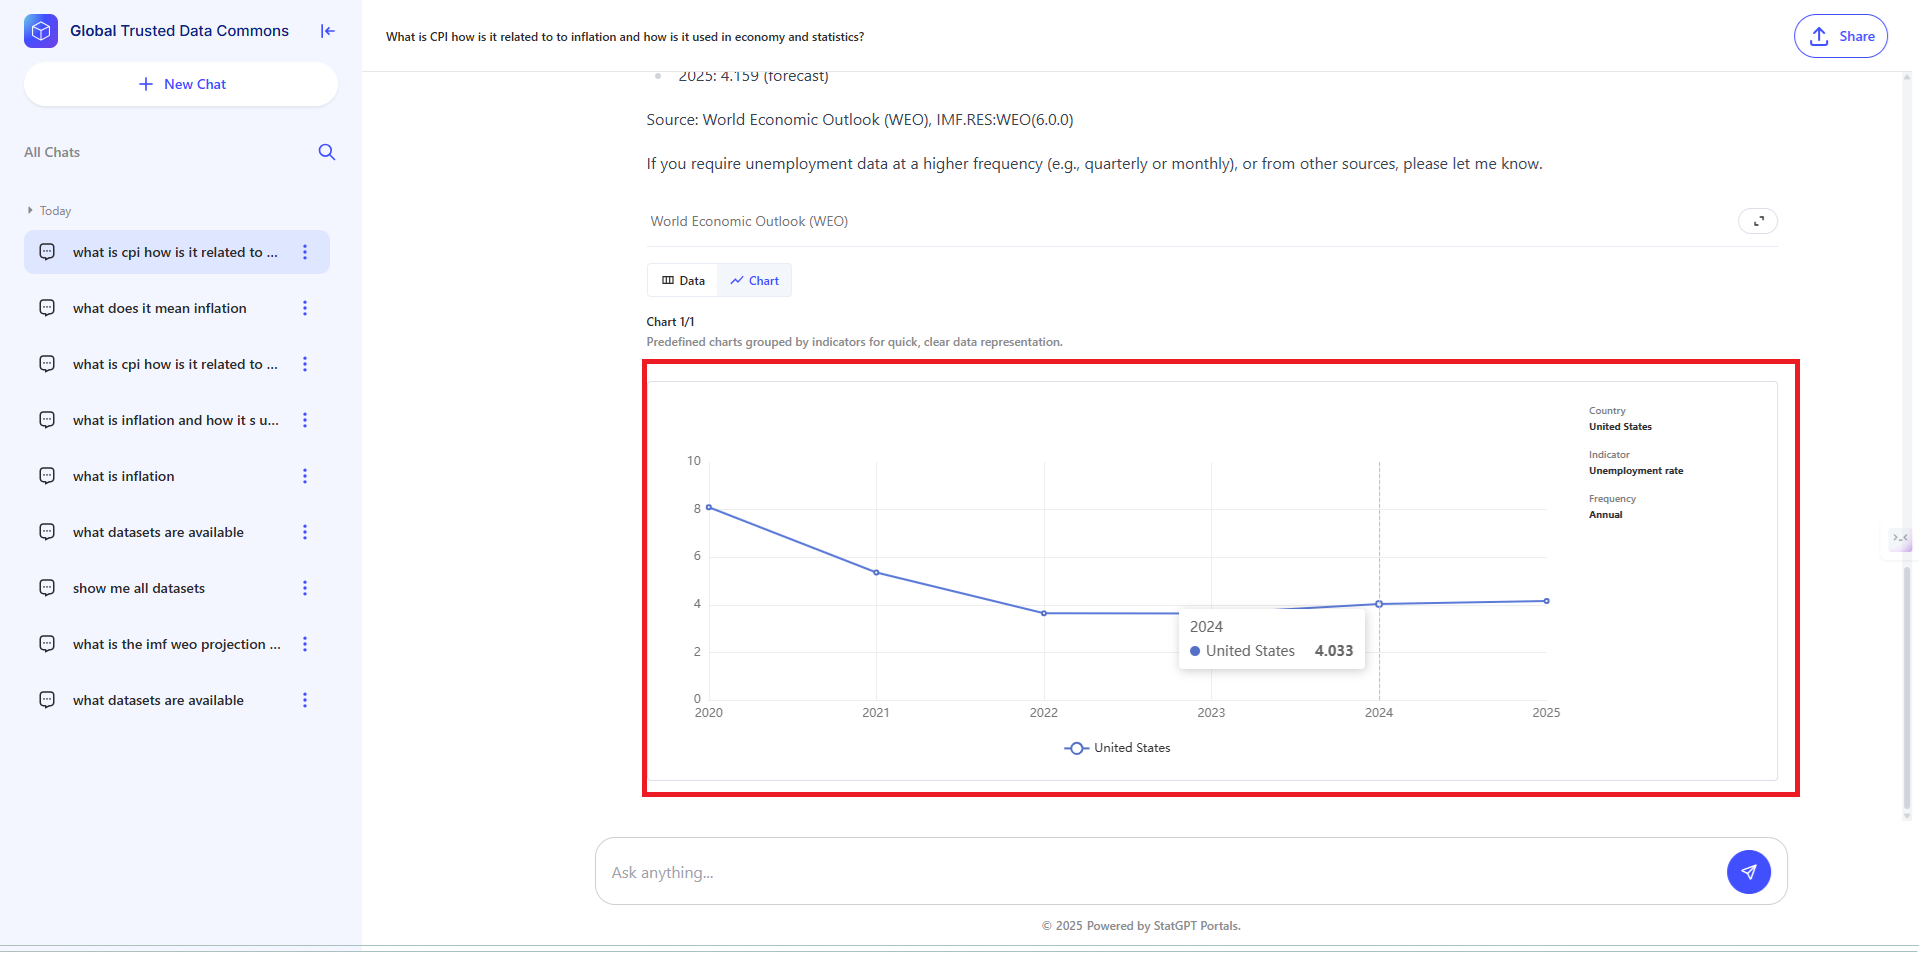 Global Trusted Data Commons
New Chat
All Chats
Today
what is cpi how is it related to ...
what does it mean inflation
what is cpi how is it related to ...
what is inflation and how it s u...
what is inflation
what datasets are available
show me all datasets
what is the imf weo projection ...
what datasets are available
What is CPI how is it related to to inflation and how is it used in economy and statistics?
Share
2025: 4.159 (forecast)
Source: World Economic Outlook (WEO), IMF.RES:WEO(6.0.0)
If you require unemployment data at a higher frequency (e.g., quarterly or monthly), or from other sources, please let me know.
World Economic Outlook (WEO)
Data
Chart
Chart 1/1
Predefined charts grouped by indicators for quick, clear data representation.
Country
United States
Indicator
Unemployment rate
Frequency
Annual
10
8
6
4
2
0
2020
2021
2022
2023
2024
2025
2024
United States 4.033
United States
Ask anything...
© 2025 Powered by StatGPT Portals.